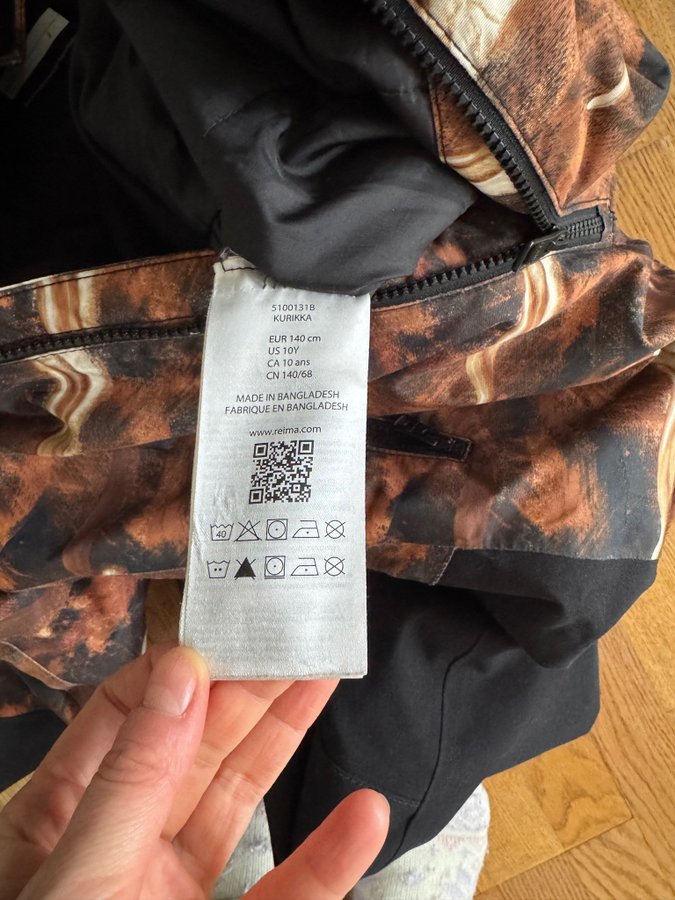 5100131B
KURIKKA
EUR 140 cm
US 10Y
CA 10 ans
CN 140/68
MADE IN BANGLADESH
FABRIQUE EN BANGLADESH
www.reima.com
40